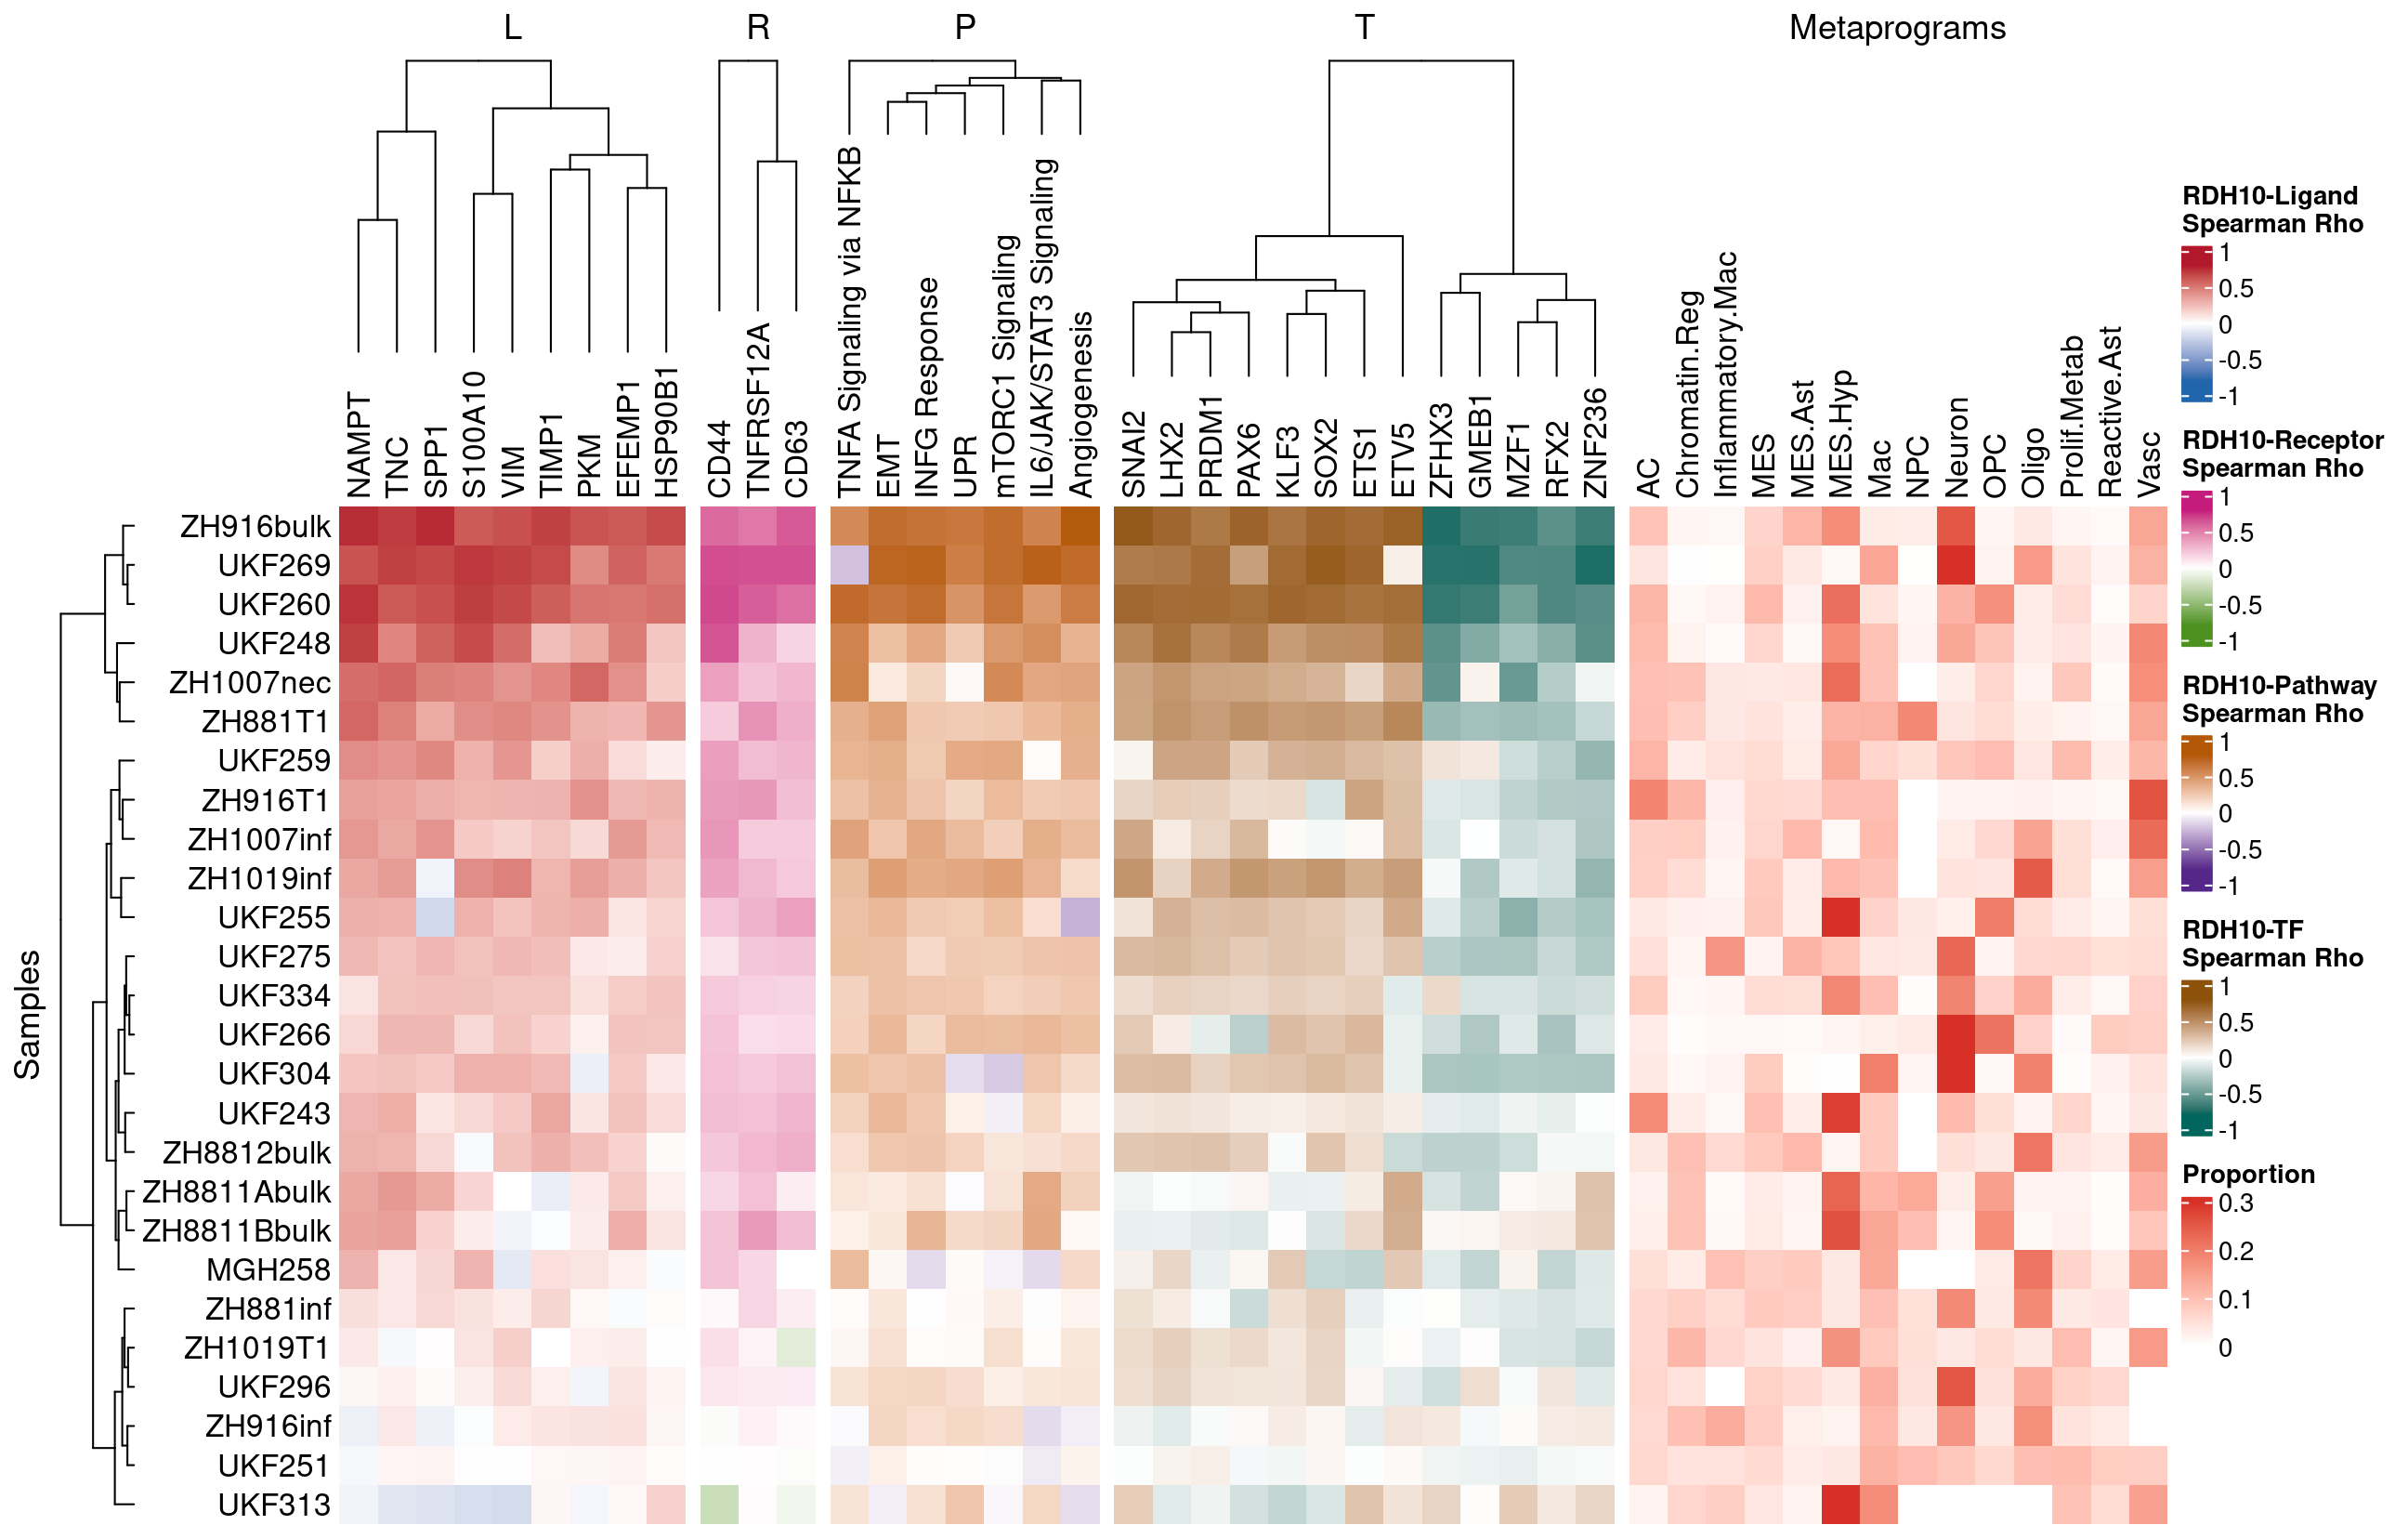 L
R
P
T
Metaprograms
NAMPT
TNC
SPP1
S100A10
VIM
TIMP1
PKM
EFEMP1
HSP90B1
CD44
TNFRSF12A
CD63
TNFA Signaling via NFKB
EMT
INFG Response
UPR
mTORC1 Signaling
IL6/JAK/STAT3 Signaling
Angiogenesis
SNAI2
LHX2
PRDM1
PAX6
KLF3
SOX2
ETS1
ETV5
ZFHX3
GMEB1
MZF1
RFX2
ZNF236
AC
Chromatin.Reg
Inflammatory.Mac
MES
MES.Ast
MES.Hyp
Mac
NPC
Neuron
OPC
Oligo
Prolif.Metab
Reactive.Ast
Vasc
Samples
ZH916bulk
UKF269
UKF260
UKF248
ZH1007nec
ZH881T1
UKF259
ZH916T1
ZH1007inf
ZH1019inf
UKF255
UKF275
UKF334
UKF266
UKF304
UKF243
ZH8812bulk
ZH8811Abulk
ZH8811Bbulk
MGH258
ZH881inf
ZH1019T1
UKF296
ZH916inf
UKF251
UKF313
RDH10-Ligand
Spearman Rho
1
0.5
0
-0.5
-1
RDH10-Receptor
Spearman Rho
1
0.5
0
-0.5
-1
RDH10-Pathway
Spearman Rho
1
0.5
0
-0.5
-1
RDH10-TF
Spearman Rho
1
0.5
0
-0.5
-1
Proportion
0.3
0.2
0.1
0